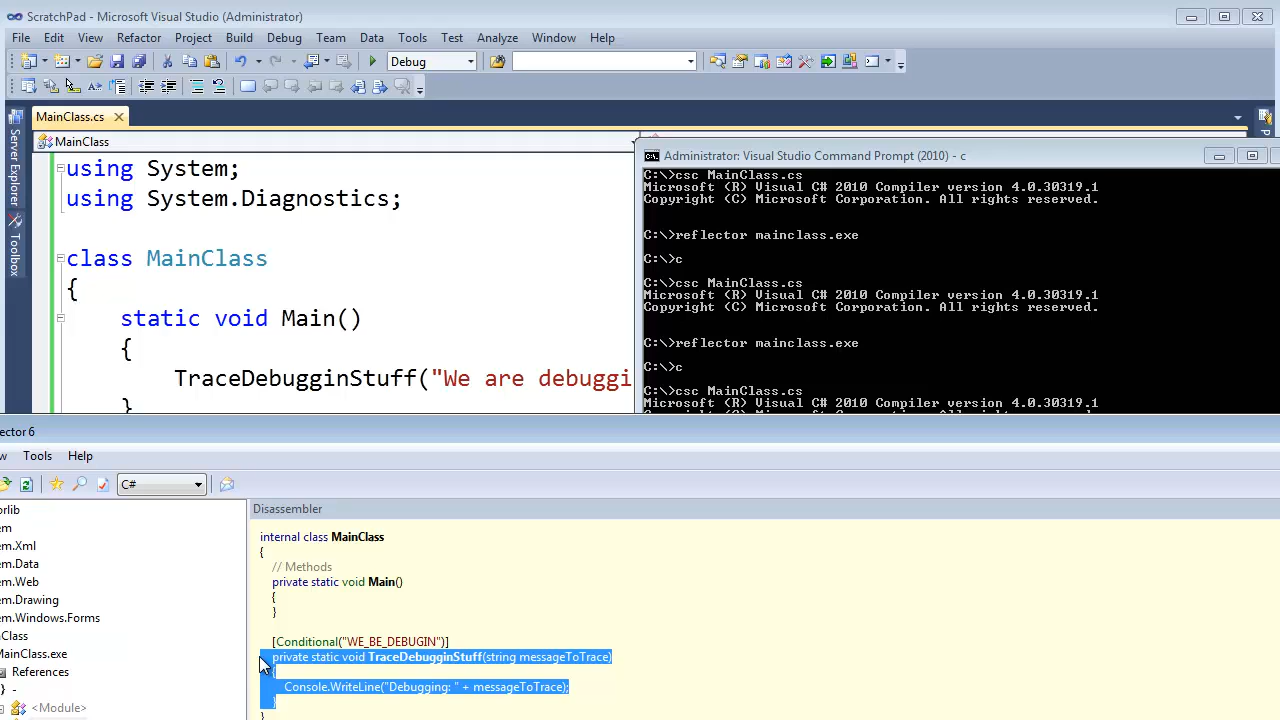 ScratchPad - Microsoft Visual Studio (Administrator)
File Edit View Refactor Project Build Debug Team Data Tools Test Analyze Window Help
Debug
MainClass.cs
MainClass
Server Explorer
Toolbox
using System;
using System.Diagnostics;
class MainClass
{
static void Main()
{
TraceDebugginStuff("We are debuggi
}
Administrator: Visual Studio Command Prompt (2010) - c
C:\>csc MainClass.cs
Microsoft (R) Visual C# 2010 Compiler version 4.0.30319.1
Copyright (C) Microsoft Corporation. All rights reserved.
C:\>reflector mainclass.exe
C:\>c
C:\>csc MainClass.cs
Microsoft (R) Visual C# 2010 Compiler version 4.0.30319.1
Copyright (C) Microsoft Corporation. All rights reserved.
C:\>reflector mainclass.exe
C:\>c
C:\>csc MainClass.cs
Microsoft (R) Visual C# 2010 Compiler version 4.0.30319.1
ector 6
w Tools Help
C#
orlib
em
em.Xml
em.Data
em.Web
em.Drawing
em.Windows.Forms
Class
MainClass.exe
References
} -
<Module>
Disassembler
internal class MainClass
{
// Methods
private static void Main()
{
}
[Conditional("WE_BE_DEBUGIN")]
private static void TraceDebugginStuff(string messageToTrace)
{
Console.WriteLine("Debugging: " + messageToTrace);
}
}